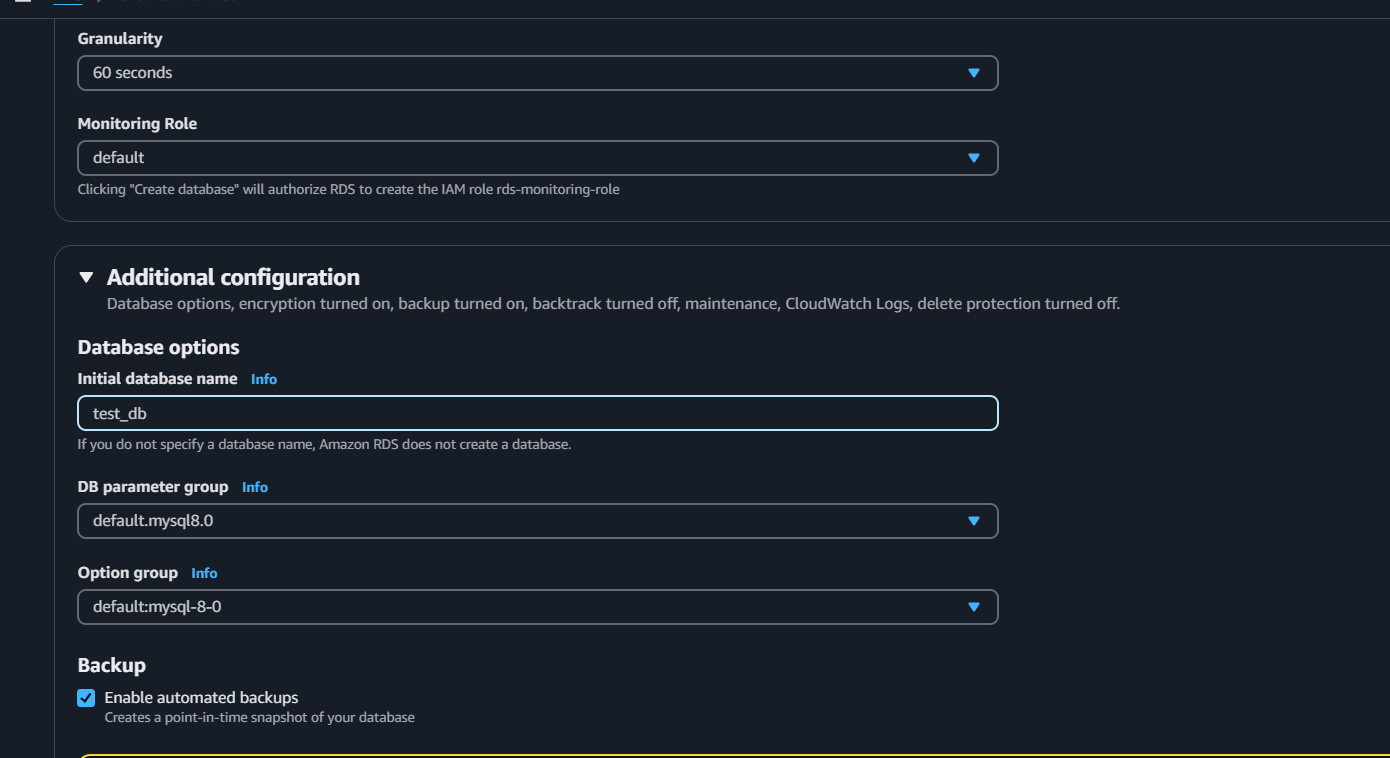 Granularity
60 seconds
Monitoring Role
default
Clicking "Create database" will authorize RDS to create the IAM role rds-monitoring-role
Additional configuration
Database options, encryption turned on, backup turned on, backtrack turned off, maintenance, CloudWatch Logs, delete protection turned off.
Database options
Initial database name Info
test_db
If you do not specify a database name, Amazon RDS does not create a database.
DB parameter group Info
default.mysql8.0
Option group Info
default:mysql-8-0
Backup
Enable automated backups
Creates a point-in-time snapshot of your database